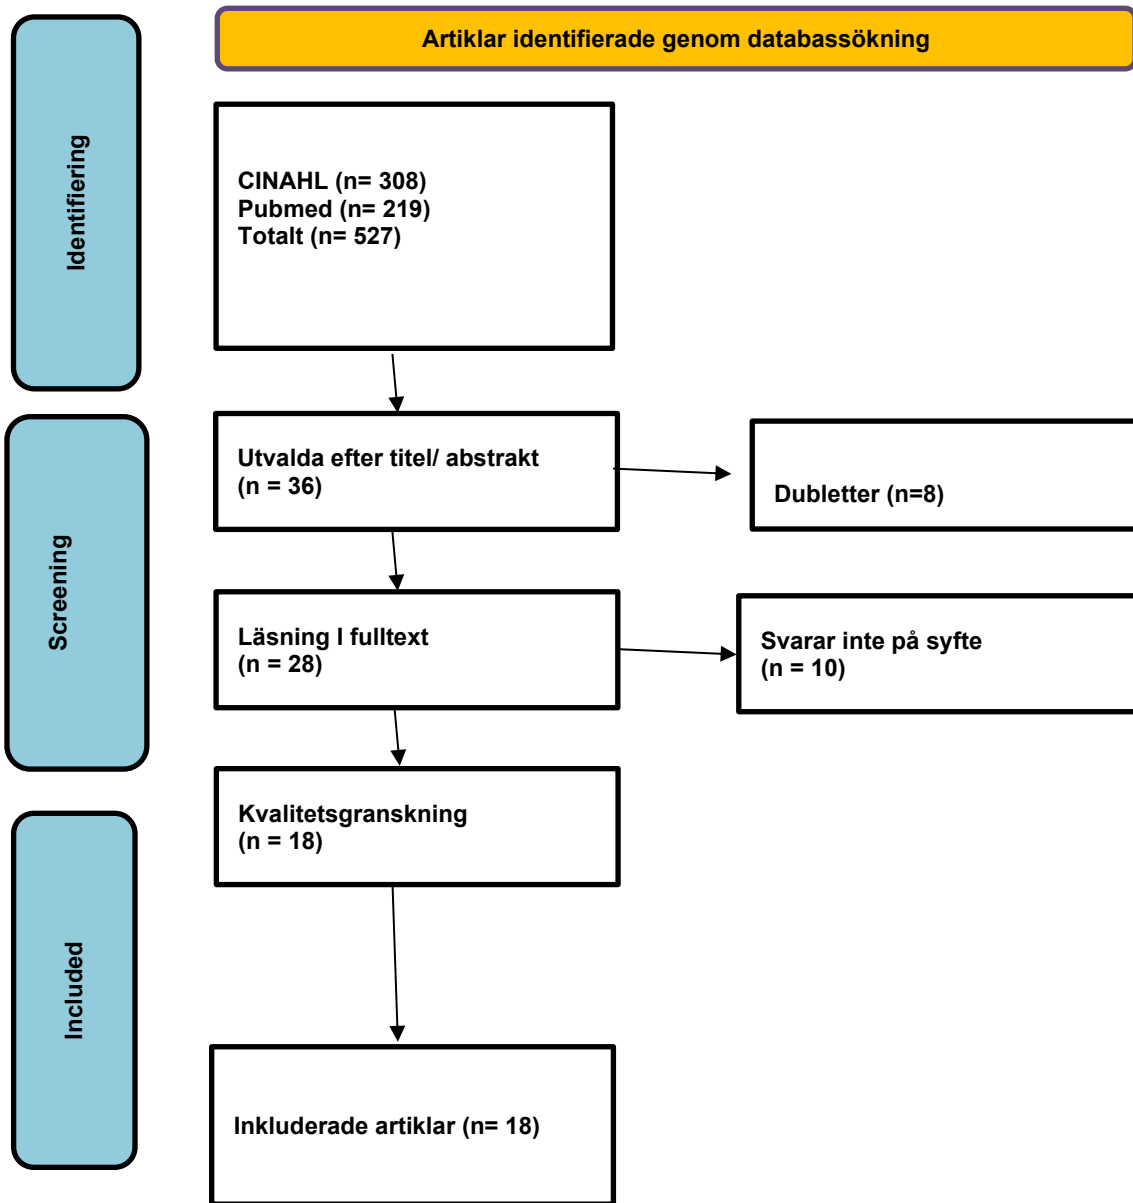 Artiklar identifierade genom databassökning
Identifiering
CINAHL (n= 308)
Pubmed (n= 219)
Totalt (n= 527)
Screening
Utvalda efter titel/ abstrakt
(n = 36)
Dubletter (n=8)
Läsning I fulltext
(n = 28)
Svarar inte på syfte
(n = 10)
Kvalitetsgranskning
(n = 18)
Included
Inkluderade artiklar (n= 18)